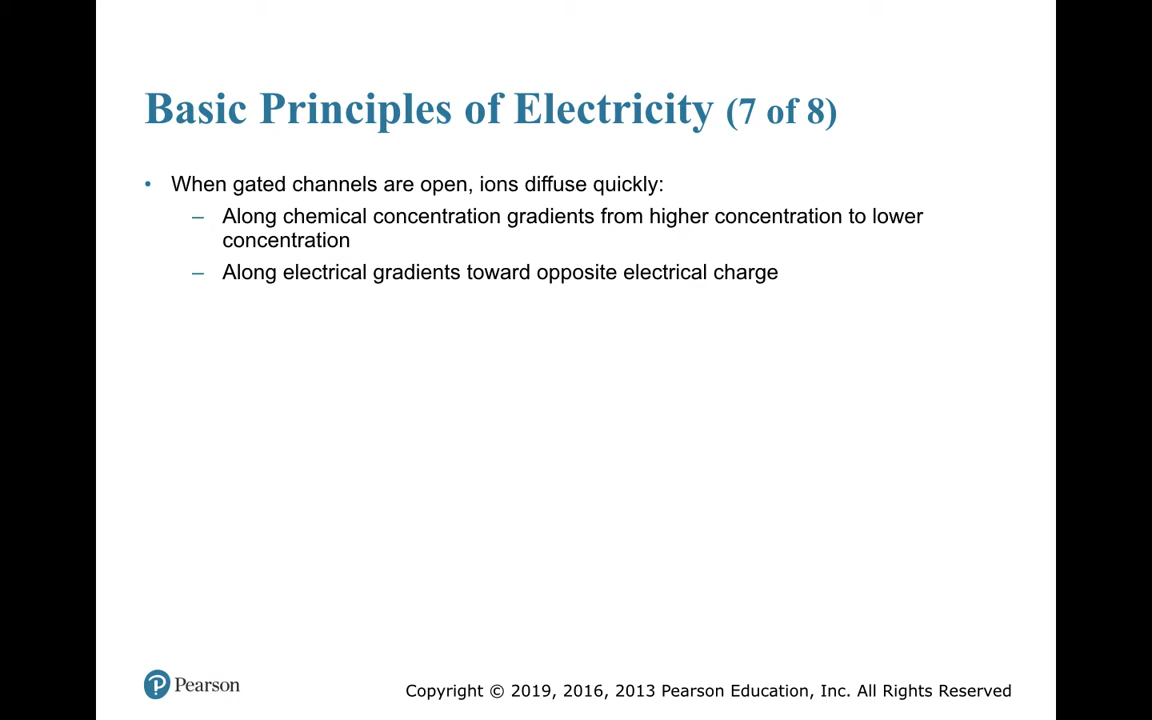 Basic Principles of Electricity (7 of 8)
• When gated channels are open, ions diffuse quickly:
– Along chemical concentration gradients from higher concentration to lower
concentration
– Along electrical gradients toward opposite electrical charge
Pearson
Copyright © 2019, 2016, 2013 Pearson Education, Inc. All Rights Reserved